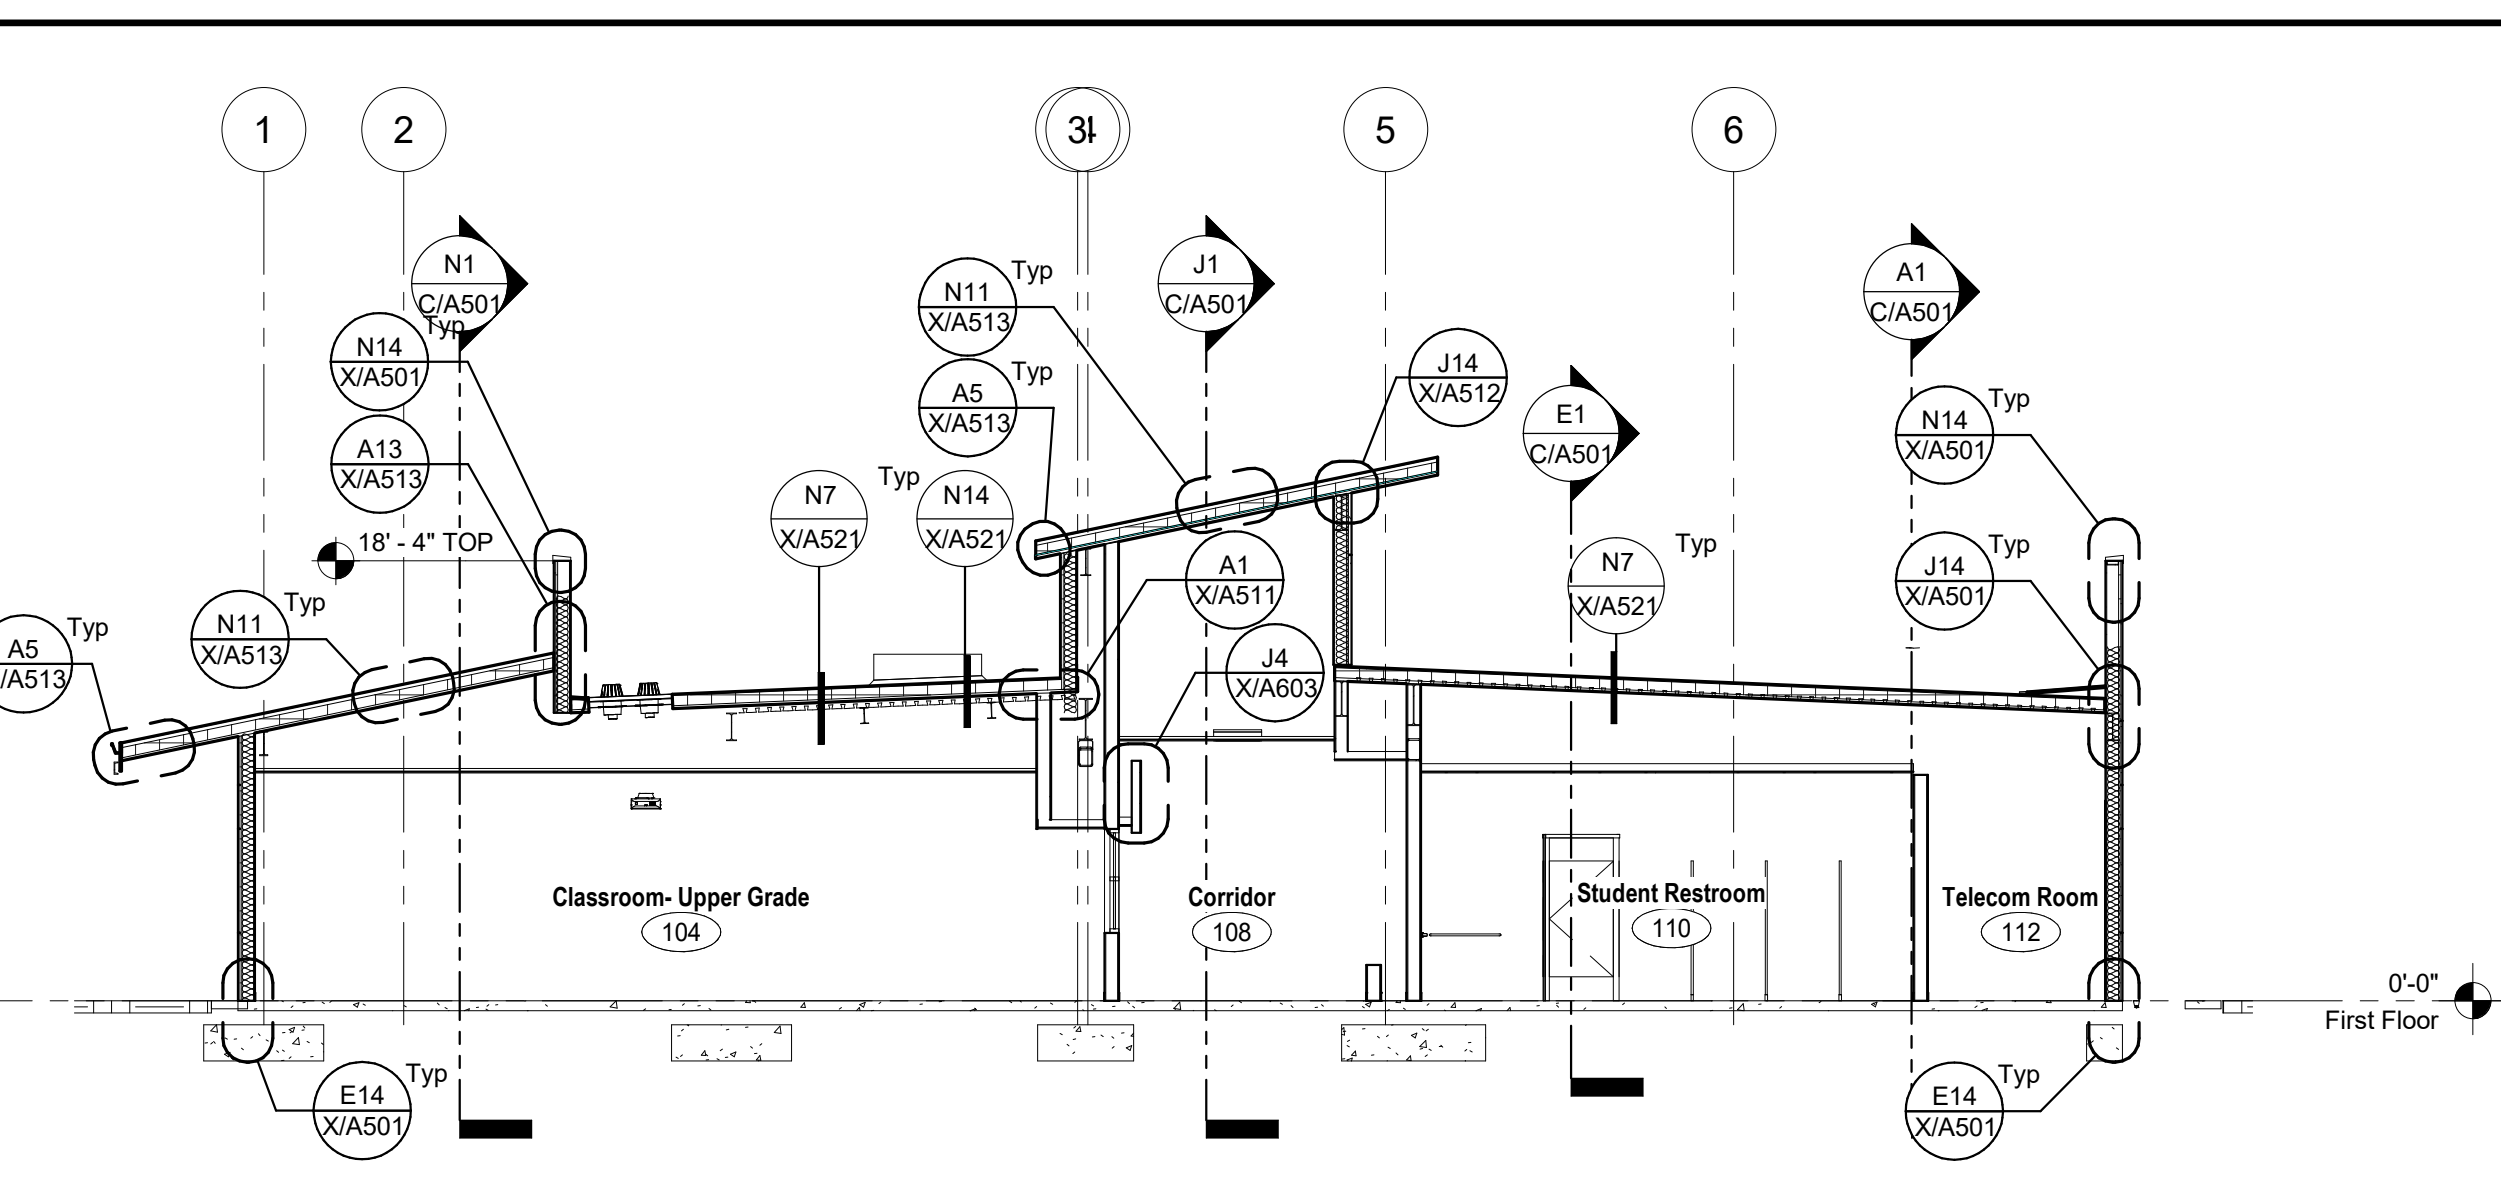 1
2
3
4
5
6
N1
C/A501
Typ
N14
X/A501
A13
X/A513
18' - 4" TOP
N11
X/A513
Typ
A5
/A513
Typ
N7
X/A521
Typ
N14
X/A521
N11
X/A513
Typ
A5
X/A513
Typ
J1
C/A501
J14
X/A512
A1
X/A511
J4
X/A603
E1
C/A501
N7
X/A521
Typ
A1
C/A501
N14
X/A501
Typ
J14
X/A501
Typ
Classroom- Upper Grade
104
Corridor
108
Student Restroom
110
Telecom Room
112
0'-0"
First Floor
E14
X/A501
Typ
E14
X/A501
Typ